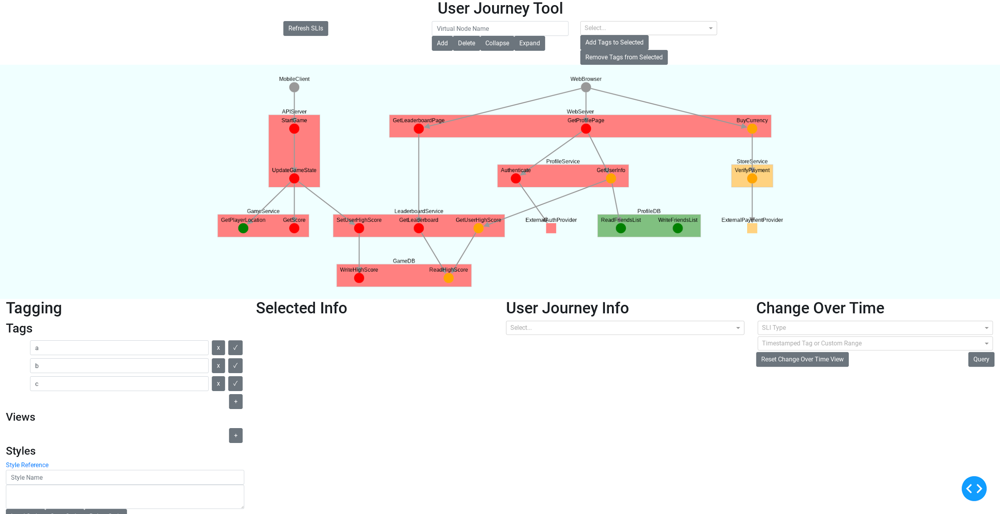 User Journey Tool
Refresh SLIs
Virtual Node Name
Select...
Add Delete Collapse Expand
Add Tags to Selected
Remove Tags from Selected
MobileClient
WebBrowser
APIServer
WebServer
StartGame
GetLeaderboardPage
GetProfilePage
BuyCurrency
ProfileService
StoreService
UpdateGameState
Authenticate
GetUserInfo
VerifyPayment
GameService
LeaderboardService
ProfileDB
GetPlayerLocation
GetScore
SetUserHighScore
GetLeaderboard
GetUserHighScore
ExternalAuthProvider
ReadFriendsList
WriteFriendsList
ExternalPaymentProvider
GameDB
WriteHighScore
ReadHighScore
Tagging
Tags
a x ✓
b x ✓
c x ✓
+
Views
+
Styles
Style Reference
Style Name
Selected Info
User Journey Info
Select...
Change Over Time
SLI Type
Timestamped Tag or Custom Range
Reset Change Over Time View
Query